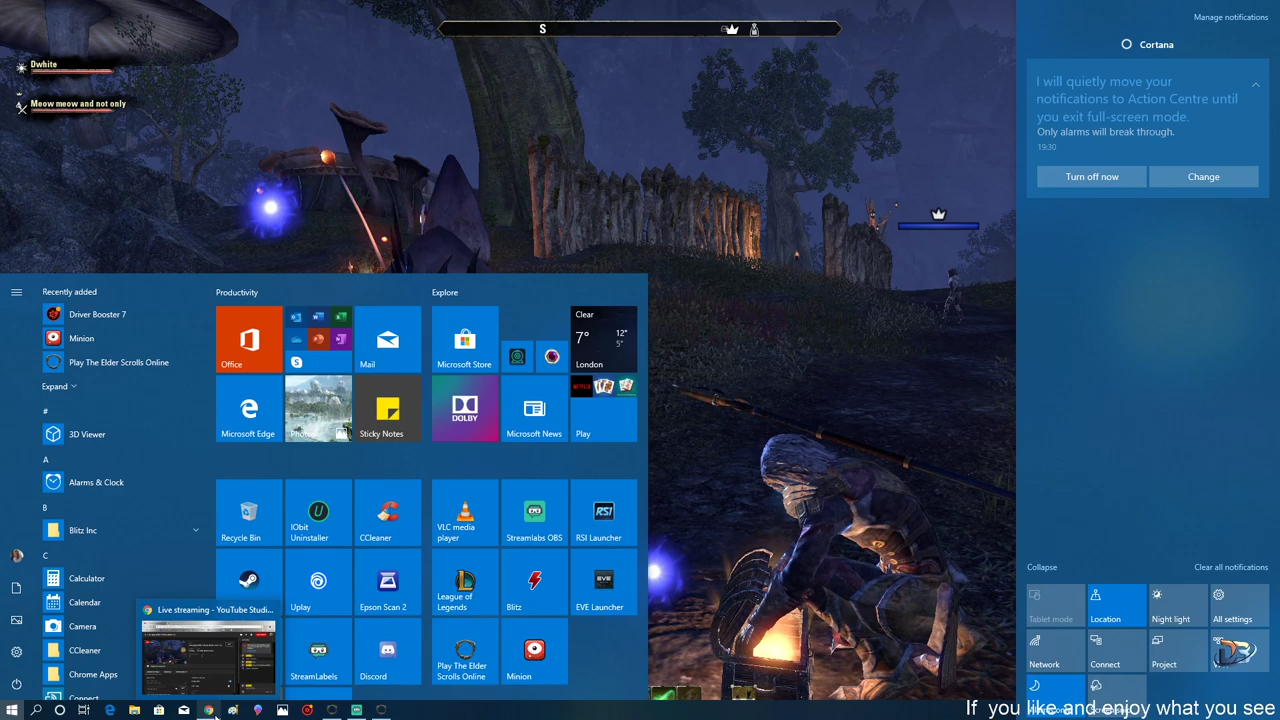 S
Dwhite
Meow meow and not only
Manage notifications
Cortana
I will quietly move your
notifications to Action Centre until
you exit full-screen mode.
Only alarms will break through.
19:30
Turn off now
Change
Recently added
Driver Booster 7
Minion
Play The Elder Scrolls Online
Expand
#
3D Viewer
A
Alarms & Clock
B
Blitz Inc
C
Calculator
Calendar
Camera
CCleaner
Chrome Apps
Connect
Productivity
Office
Mail
Microsoft Edge
Photos
Sticky Notes
Explore
Microsoft Store
Clear
7°
12°
5°
London
DOLBY
Microsoft News
NETFLIX
Play
Recycle Bin
IObit
Uninstaller
CCleaner
VLC media
player
Streamlabs OBS
RSI
RSI Launcher
Uplay
Epson Scan 2
League of
Legends
Blitz
EVE
EVE Launcher
StreamLabels
Discord
Play The Elder
Scrolls Online
Minion
Live streaming - YouTube Studi...
Collapse
Clear all notifications
Tablet mode
Location
Night light
All settings
Network
Connect
Project
If you like and enjoy what you see